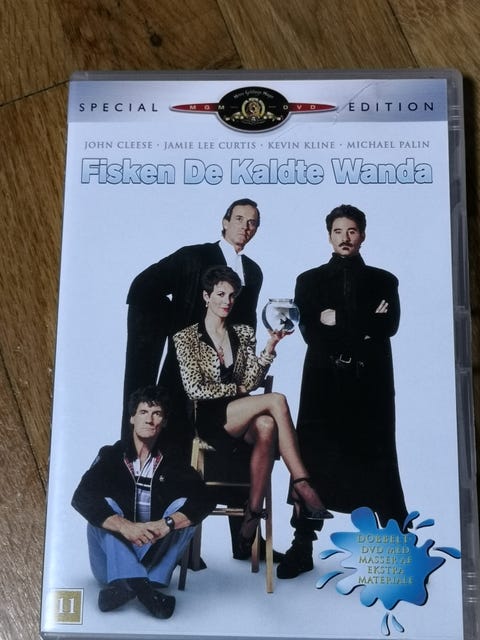 SPECIAL MGM DVD EDITION
JOHN CLEESE · JAMIE LEE CURTIS · KEVIN KLINE · MICHAEL PALIN
Fisken De Kaldte Wanda
DOBBELT
DVD MED
MASSER AF
EKSTRA
MATERIALE
11